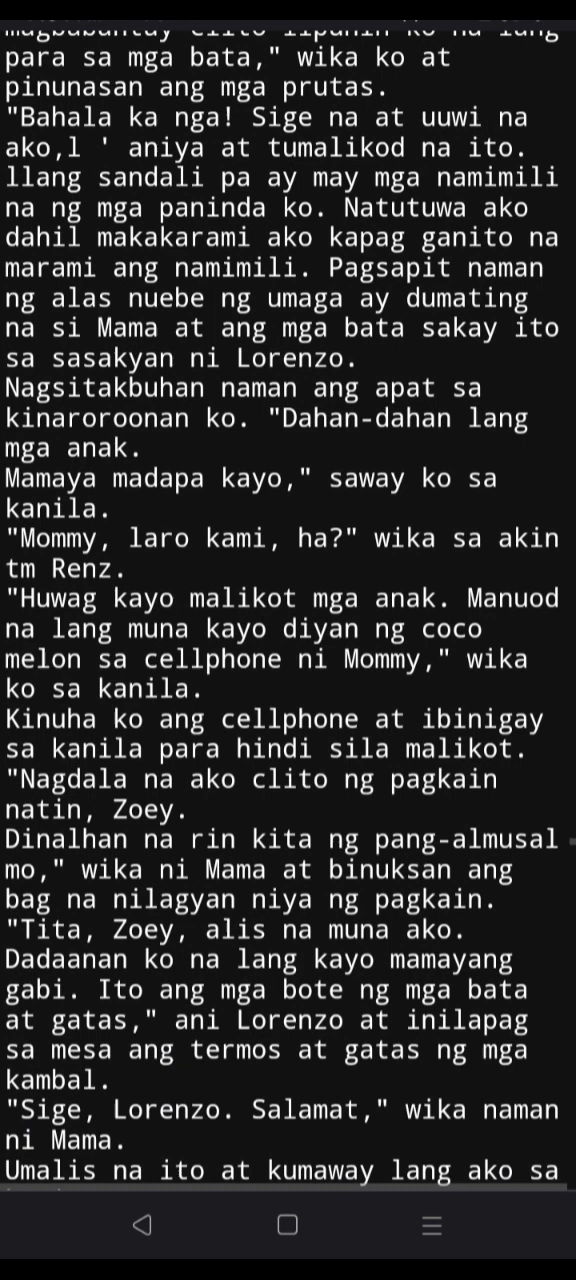 para sa mga bata," wika ko at
pinunasan ang mga prutas.
"Bahala ka nga! Sige na at uuwi na
ako,l ' aniya at tumalikod na ito.
llang sandali pa ay may mga namimili
na ng mga paninda ko. Natutuwa ako
dahil makakarami ako kapag ganito na
marami ang namimili. Pagsapit naman
ng alas nuebe ng umaga ay dumating
na si Mama at ang mga bata sakay ito
sa sasakyan ni Lorenzo.
Nagsitakbuhan naman ang apat sa
kinaroroonan ko. "Dahan-dahan lang
mga anak.
Mamaya madapa kayo," saway ko sa
kanila.
"Mommy, laro kami, ha?" wika sa akin
tm Renz.
"Huwag kayo malikot mga anak. Manuod
na lang muna kayo diyan ng coco
melon sa cellphone ni Mommy," wika
ko sa kanila.
Kinuha ko ang cellphone at ibinigay
sa kanila para hindi sila malikot.
"Nagdala na ako clito ng pagkain
natin, Zoey.
Dinalhan na rin kita ng pang-almusal
mo," wika ni Mama at binuksan ang
bag na nilagyan niya ng pagkain.
"Tita, Zoey, alis na muna ako.
Dadaanan ko na lang kayo mamayang
gabi. Ito ang mga bote ng mga bata
at gatas," ani Lorenzo at inilapag
sa mesa ang termos at gatas ng mga
kambal.
"Sige, Lorenzo. Salamat," wika naman
ni Mama.
Umalis na ito at kumaway lang ako sa